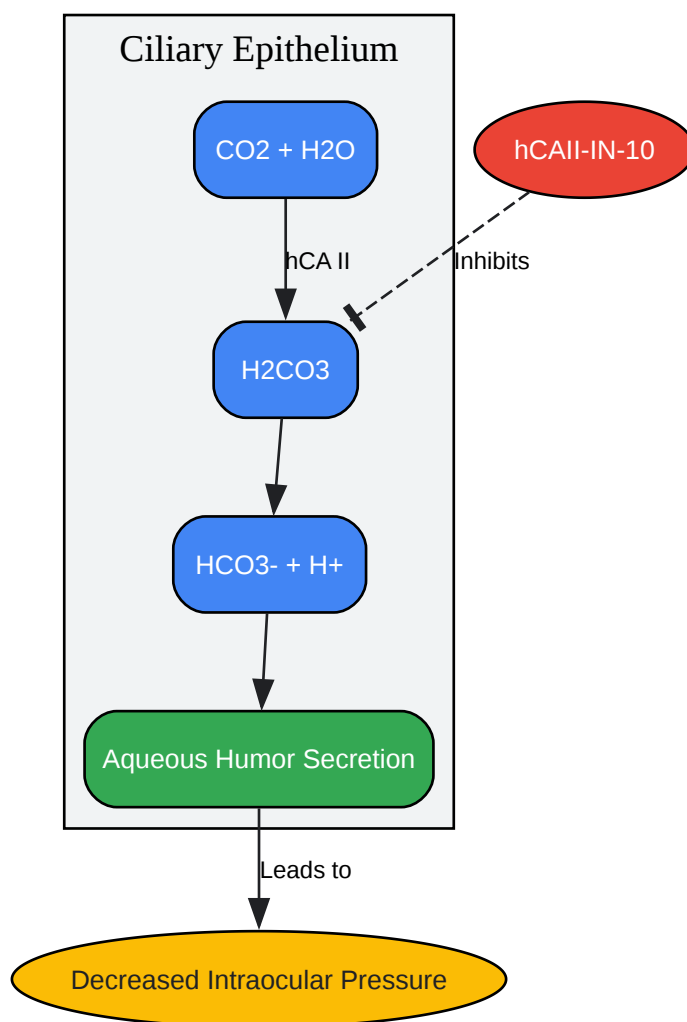 Ciliary Epithelium
CO2 + H2O
hCAII-IN-10
hCA II
Inhibits
H2CO3
HCO3- + H+
Aqueous Humor Secretion
Leads to
Decreased Intraocular Pressure